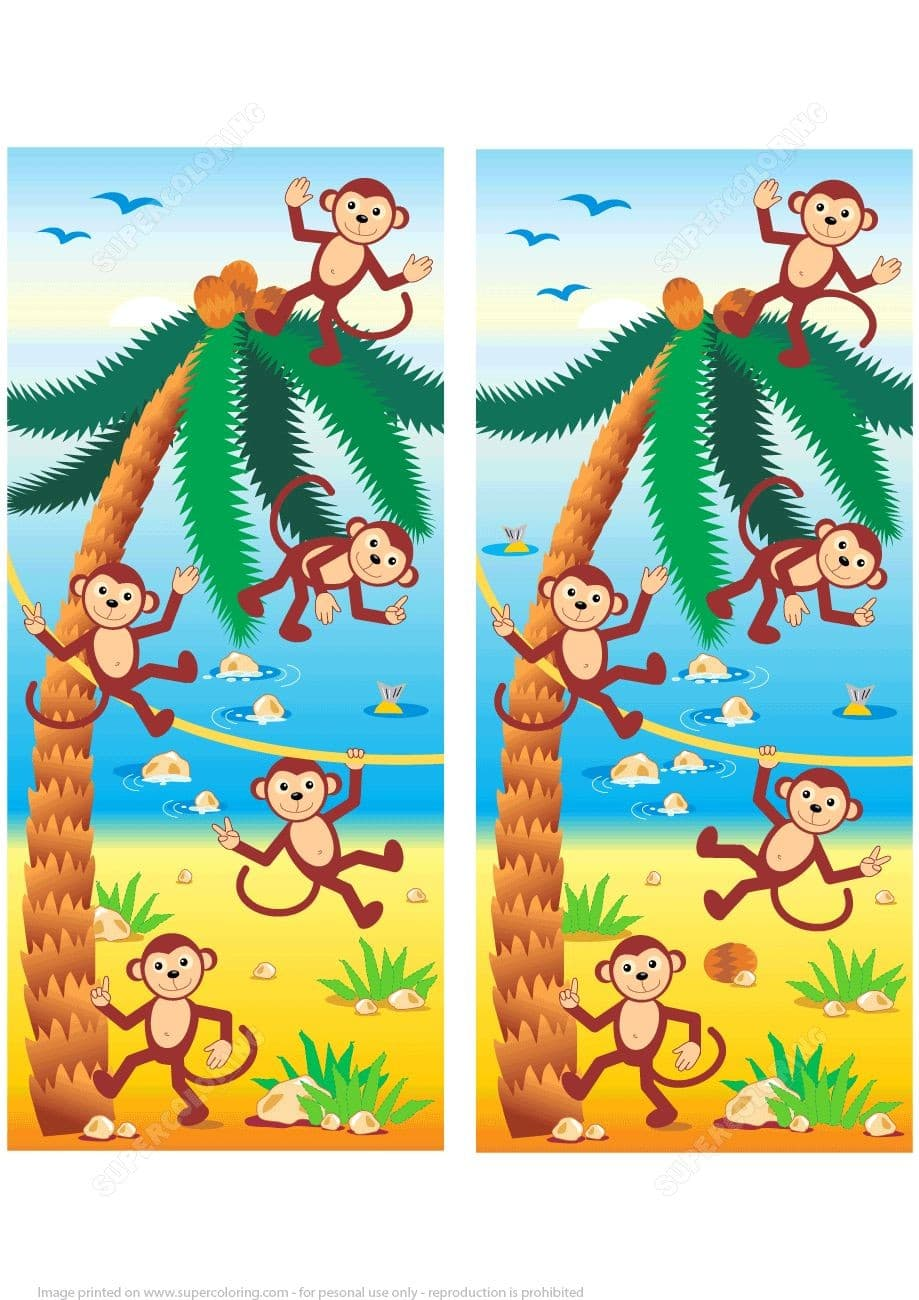 SUPERCOLORING
SUPERCOLORING
SUPERCOLORING
SUPERCOLORING
Image printed on www.supercoloring.com - for pesonal use only - reproduction is prohibited